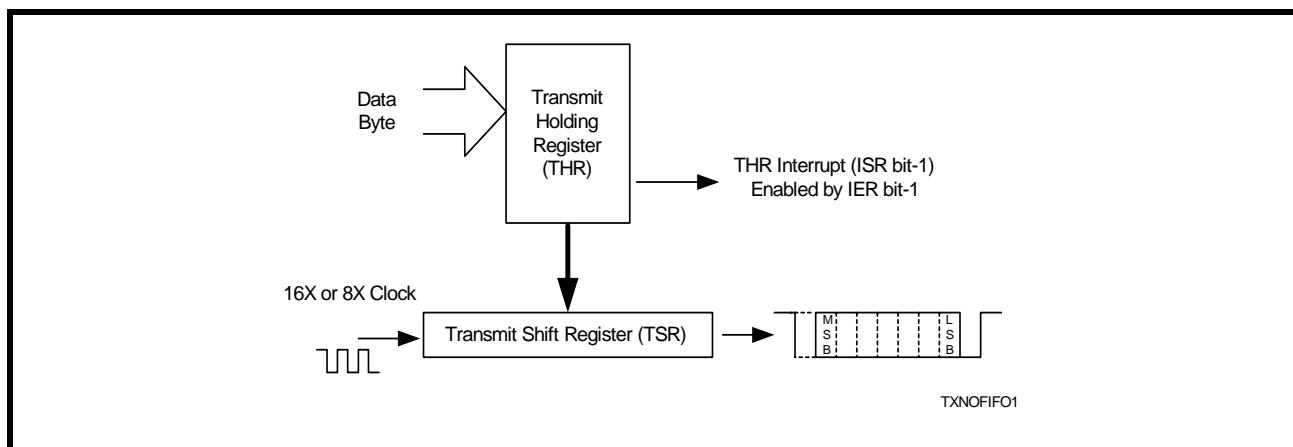 Data
Byte
Transmit
Holding
Register
(THR)
THR Interrupt (ISR bit-1)
Enabled by IER bit-1
16X or 8X Clock
Transmit Shift Register (TSR)
M
S
B
L
S
B
TXNOFIFO1